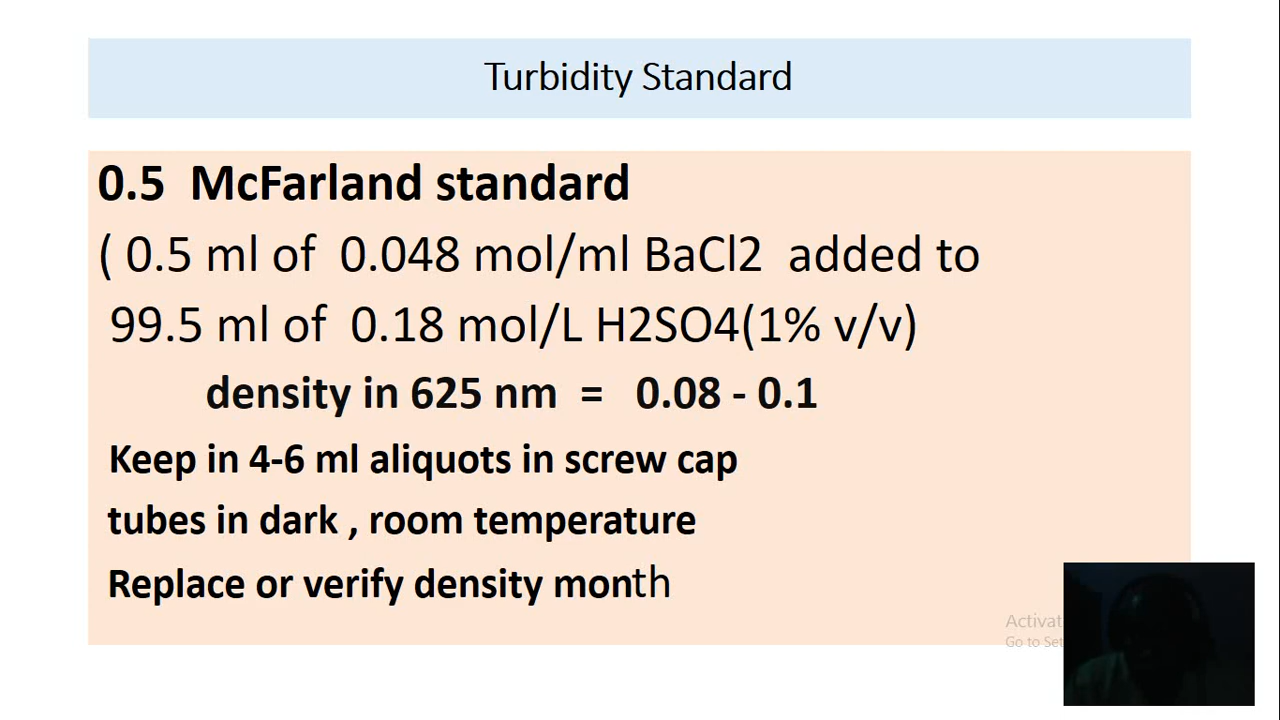 Turbidity Standard
0.5 McFarland standard
( 0.5 ml of 0.048 mol/ml BaCl2 added to
99.5 ml of 0.18 mol/L H2SO4(1% v/v)
density in 625 nm = 0.08 - 0.1
Keep in 4-6 ml aliquots in screw cap
tubes in dark , room temperature
Replace or verify density month
Activat
Go to Set